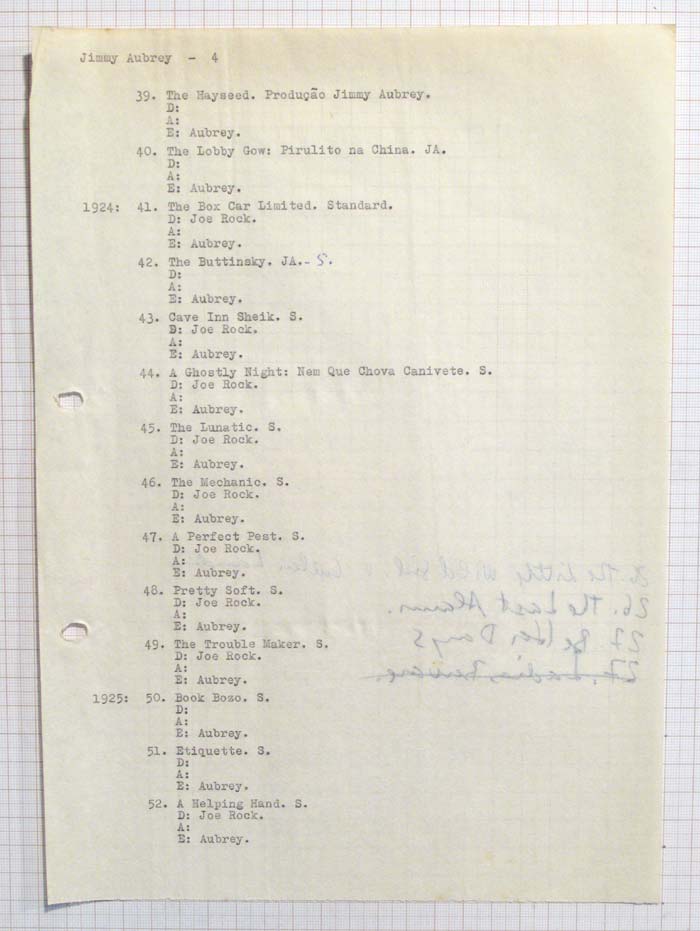 Jimmy Aubrey - 4
39. The Hayseed. Produção Jimmy Aubrey.
D:
A:
E: Aubrey.
40. The Lobby Gow: Pirulito na China. JA.
D:
A:
E: Aubrey.
1924: 41. The Box Car Limited. Standard.
D: Joe Rock.
A:
E: Aubrey.
42. The Buttinsky. JA.- S.
D:
A:
E: Aubrey.
43. Cave Inn Sheik. S.
D: Joe Rock.
A:
E: Aubrey.
44. A Ghostly Night: Nem Que Chova Canivete. S.
D: Joe Rock.
A:
E: Aubrey.
45. The Lunatic. S.
D: Joe Rock.
A:
E: Aubrey.
46. The Mechanic. S.
D: Joe Rock.
A:
E: Aubrey.
47. A Perfect Pest. S.
D: Joe Rock.
A:
E: Aubrey.
48. Pretty Soft. S.
D: Joe Rock.
A:
E: Aubrey.
49. The Trouble Maker. S.
D: Joe Rock.
A:
E: Aubrey.
1925: 50. Book Bozo. S.
D:
A:
E: Aubrey.
51. Etiquette. S.
D:
A:
E: Aubrey.
52. A Helping Hand. S.
D: Joe Rock.
A:
E: Aubrey.
26. The Last Alarm.
27 Better Days